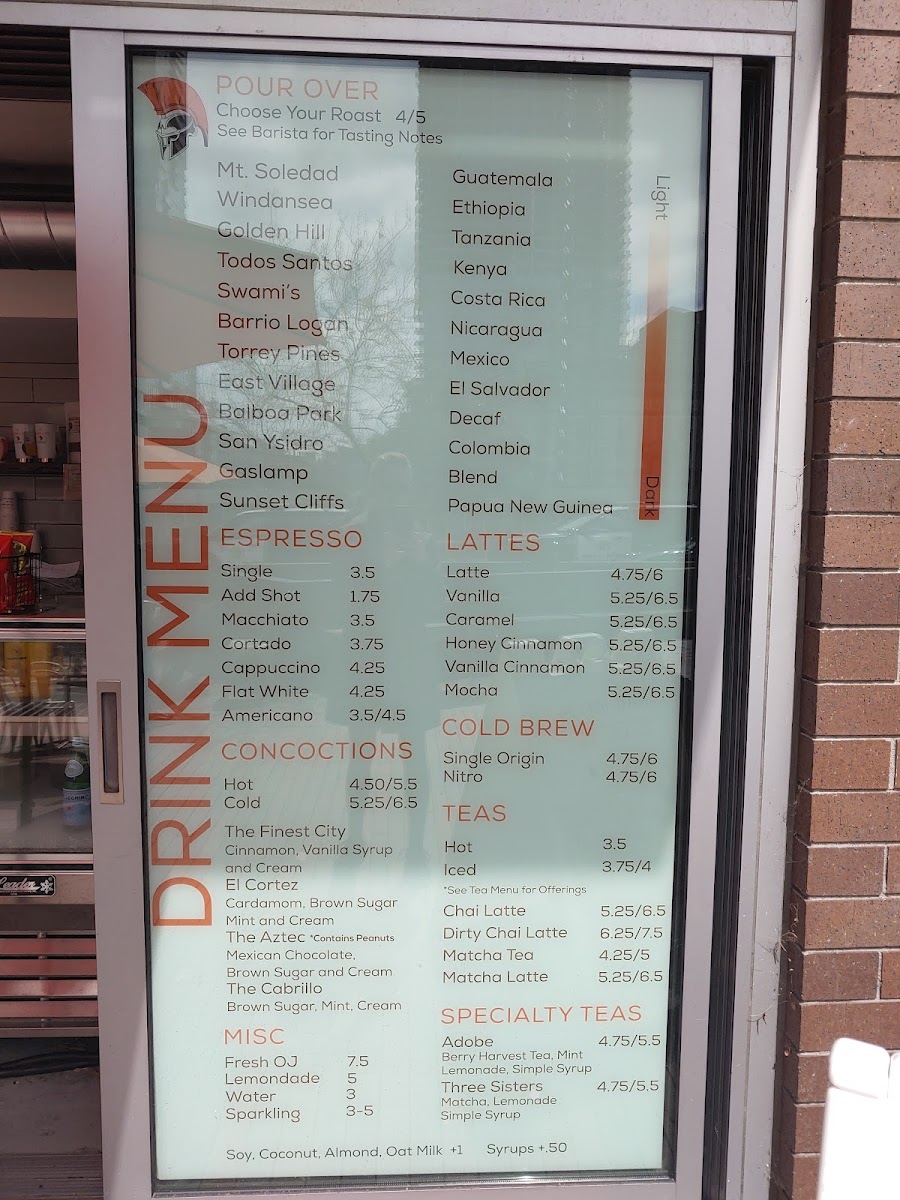 DRINK MENU
POUR OVER
Choose Your Roast 4/5
See Barista for Tasting Notes
Mt. Soledad Guatemala
Windansea Ethiopia
Golden Hill Tanzania
Todos Santos Kenya
Swami's Costa Rica
Barrio Logan Nicaragua
Torrey Pines Mexico
East Village El Salvador
Balboa Park Decaf
San Ysidro Colombia
Gaslamp Blend
Sunset Cliffs Papua New Guinea
Light
Dark
ESPRESSO
Single 3.5
Add Shot 1.75
Macchiato 3.5
Cortado 3.75
Cappuccino 4.25
Flat White 4.25
Americano 3.5/4.5
CONCOCTIONS
Hot 4.50/5.5
Cold 5.25/6.5
The Finest City
Cinnamon, Vanilla Syrup
and Cream
El Cortez
Cardamom, Brown Sugar
Mint and Cream
The Aztec *Contains Peanuts
Mexican Chocolate,
Brown Sugar and Cream
The Cabrillo
Brown Sugar, Mint, Cream
MISC
Fresh OJ 7.5
Lemondade 5
Water 3
Sparkling 3-5
LATTES
Latte 4.75/6
Vanilla 5.25/6.5
Caramel 5.25/6.5
Honey Cinnamon 5.25/6.5
Vanilla Cinnamon 5.25/6.5
Mocha 5.25/6.5
COLD BREW
Single Origin 4.75/6
Nitro 4.75/6
TEAS
Hot 3.5
Iced 3.75/4
*See Tea Menu for Offerings
Chai Latte 5.25/6.5
Dirty Chai Latte 6.25/7.5
Matcha Tea 4.25/5
Matcha Latte 5.25/6.5
SPECIALTY TEAS
Adobe 4.75/5.5
Berry Harvest Tea, Mint
Lemonade, Simple Syrup
Three Sisters 4.75/5.5
Matcha, Lemonade
Simple Syrup
Soy, Coconut, Almond, Oat Milk +1 Syrups +.50
Leader